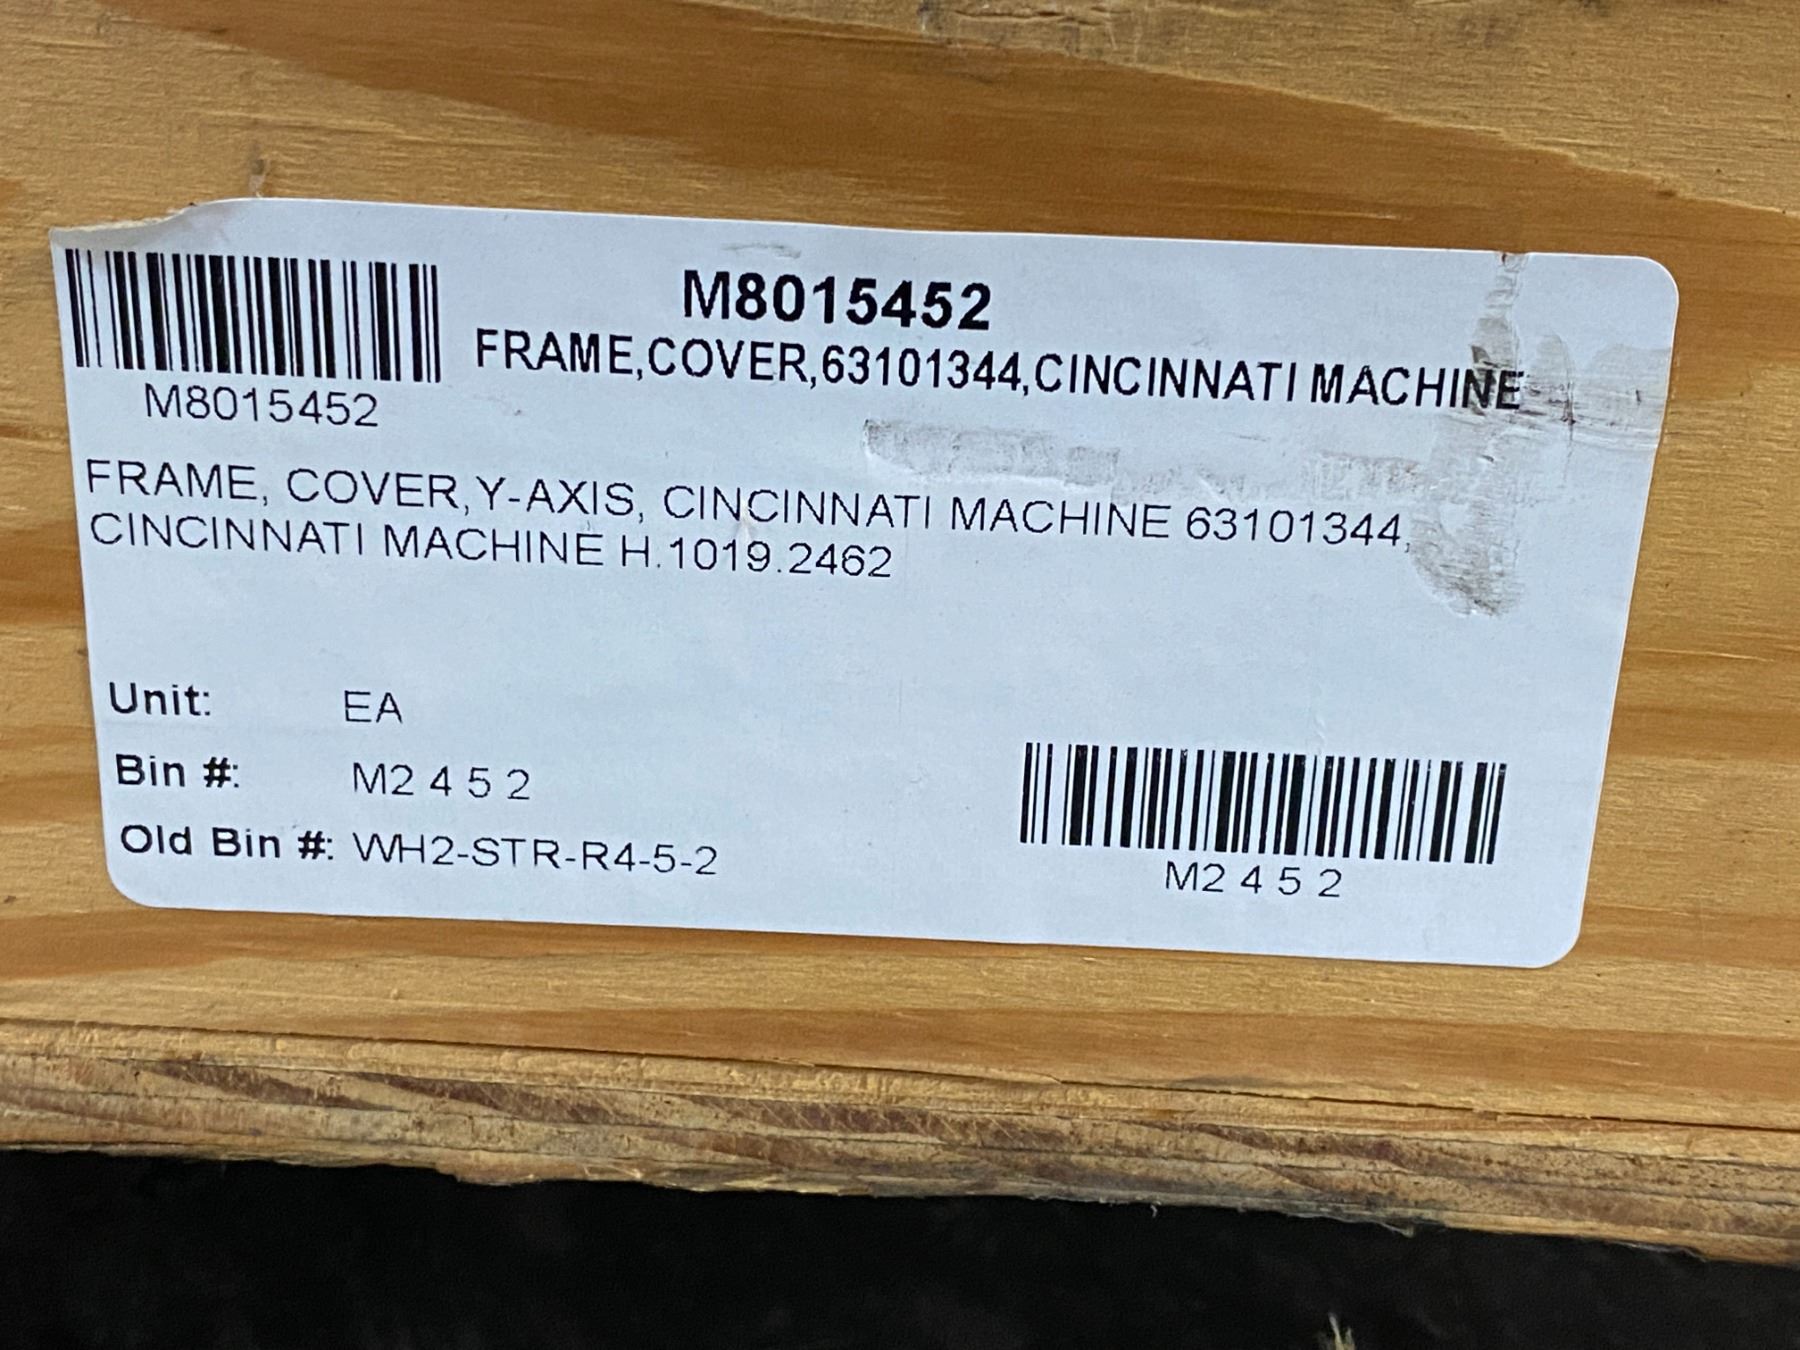 M8015452
FRAME,COVER,63101344,CINCINNATI MACHINE
M8015452
FRAME, COVER,Y-AXIS, CINCINNATI MACHINE 63101344,
CINCINNATI MACHINE H.1019.2462
Unit: EA
Bin #: M2 4 5 2
Old Bin #: WH2-STR-R4-5-2
M2 4 5 2